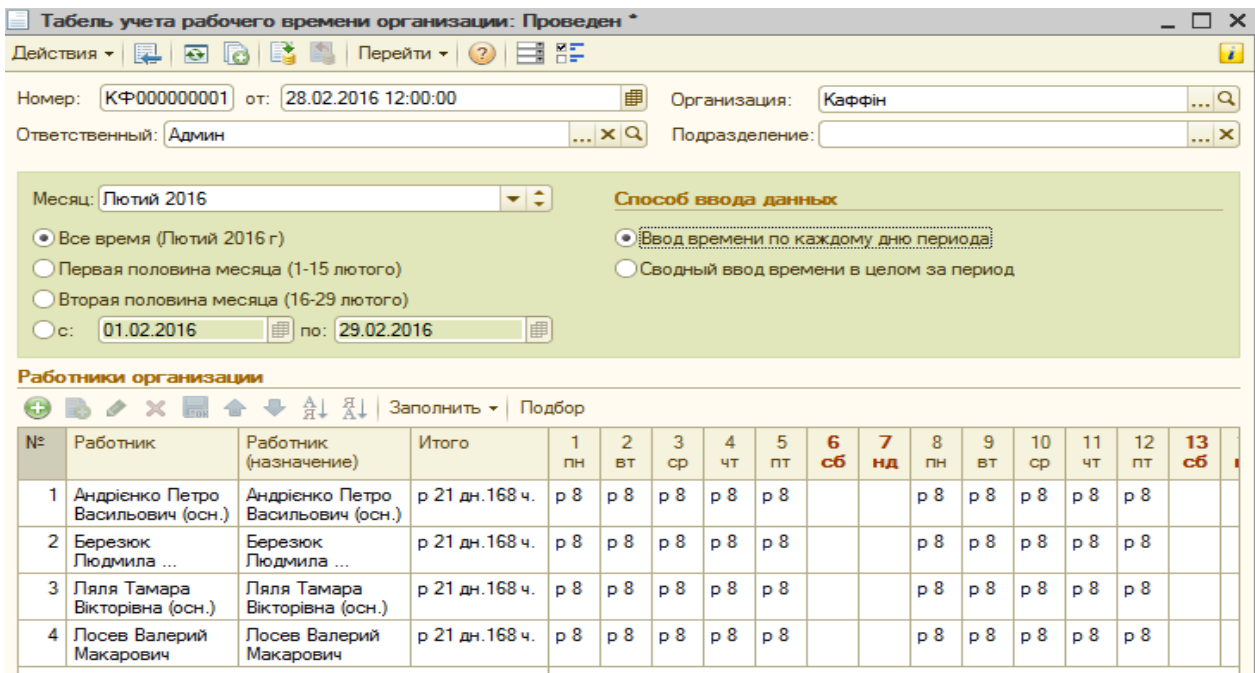 Табель учета рабочего времени организации: Проведен *
Действия Перейти
Номер: КФ000000001 от: 28.02.2016 12:00:00 Организация: Каффін ...
Ответственный: Админ ... Подразделение: ...
Месяц: Лютий 2016 Способ ввода данных
Все время (Лютий 2016 г) Ввод времени по каждому дню периода
Первая половина месяца (1-15 лютого) Сводный ввод времени в целом за период
Вторая половина месяца (16-29 лютого)
с: 01.02.2016 по: 29.02.2016
Работники организации
Заполнить Подбор
№ Работник Работник Итого 1 2 3 4 5 6 7 8 9 10 11 12 13
(назначение) пн вт ср чт пт сб нд пн вт ср чт пт сб
1 Андрієнко Петро Андрієнко Петро р 21 дн.168 ч. р 8 р 8 р 8 р 8 р 8 р 8 р 8 р 8 р 8 р 8
Васильович (осн.) Васильович (осн.)
2 Березюк Березюк р 21 дн.168 ч. р 8 р 8 р 8 р 8 р 8 р 8 р 8 р 8 р 8 р 8
Людмила ... Людмила ...
3 Ляля Тамара Ляля Тамара р 21 дн.168 ч. р 8 р 8 р 8 р 8 р 8 р 8 р 8 р 8 р 8 р 8
Вікторівна (осн.) Вікторівна (осн.)
4 Лосев Валерий Лосев Валерий р 21 дн.168 ч. р 8 р 8 р 8 р 8 р 8 р 8 р 8 р 8 р 8 р 8
Макарович Макарович